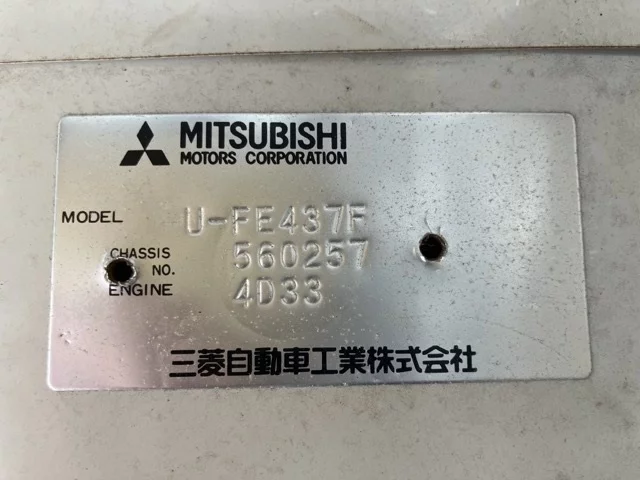 MITSUBISHI
MOTORS CORPORATION
MODEL U-FE437F
CHASSIS NO. 560257
ENGINE 4D33
三菱自動車工業株式会社